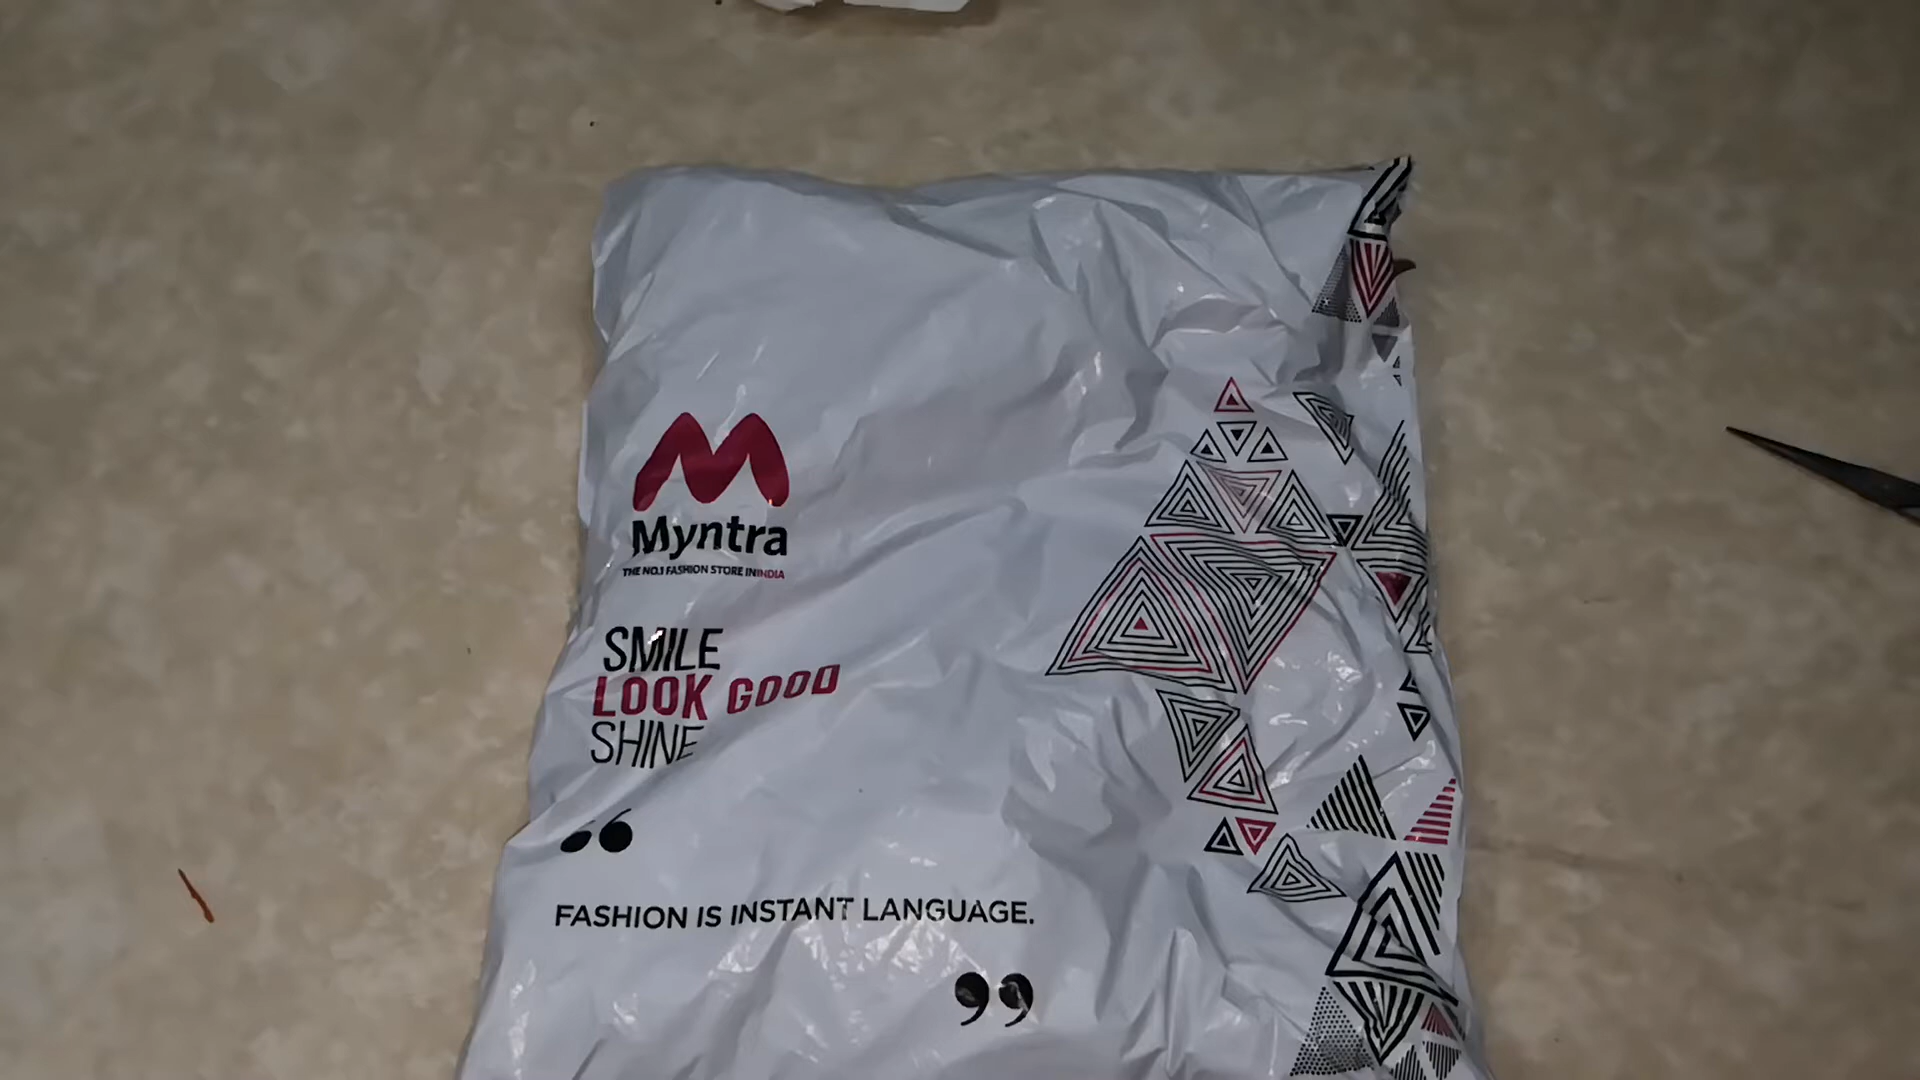 Myntra
THE NO.1 FASHION STORE IN INDIA
SMILE
LOOK GOOD
SHINE
“
FASHION IS INSTANT LANGUAGE.
”